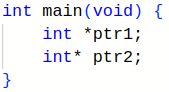 int main(void) {
    int *ptr1;
    int* ptr2;
}